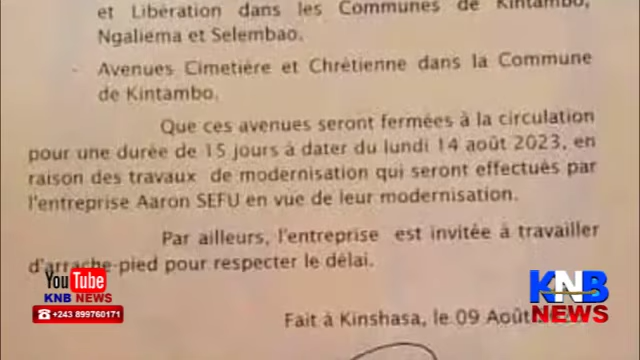 et Libération dans les Communes de Kintambo,
Ngaliema et Selembao.
- Avenues Cimetière et Chrétienne dans la Commune
de Kintambo.
Que ces avenues seront fermées à la circulation
pour une durée de 15 jours à dater du lundi 14 août 2023, en
raison des travaux de modernisation qui seront effectués par
l'entreprise Aaron SEFU en vue de leur modernisation.
Par ailleurs, l'entreprise est invitée à travailler
d'arrache-pied pour respecter le délai.
Fait à Kinshasa, le 09 Août
YouTube
KNB NEWS
+243 899760171
KNB
NEWS